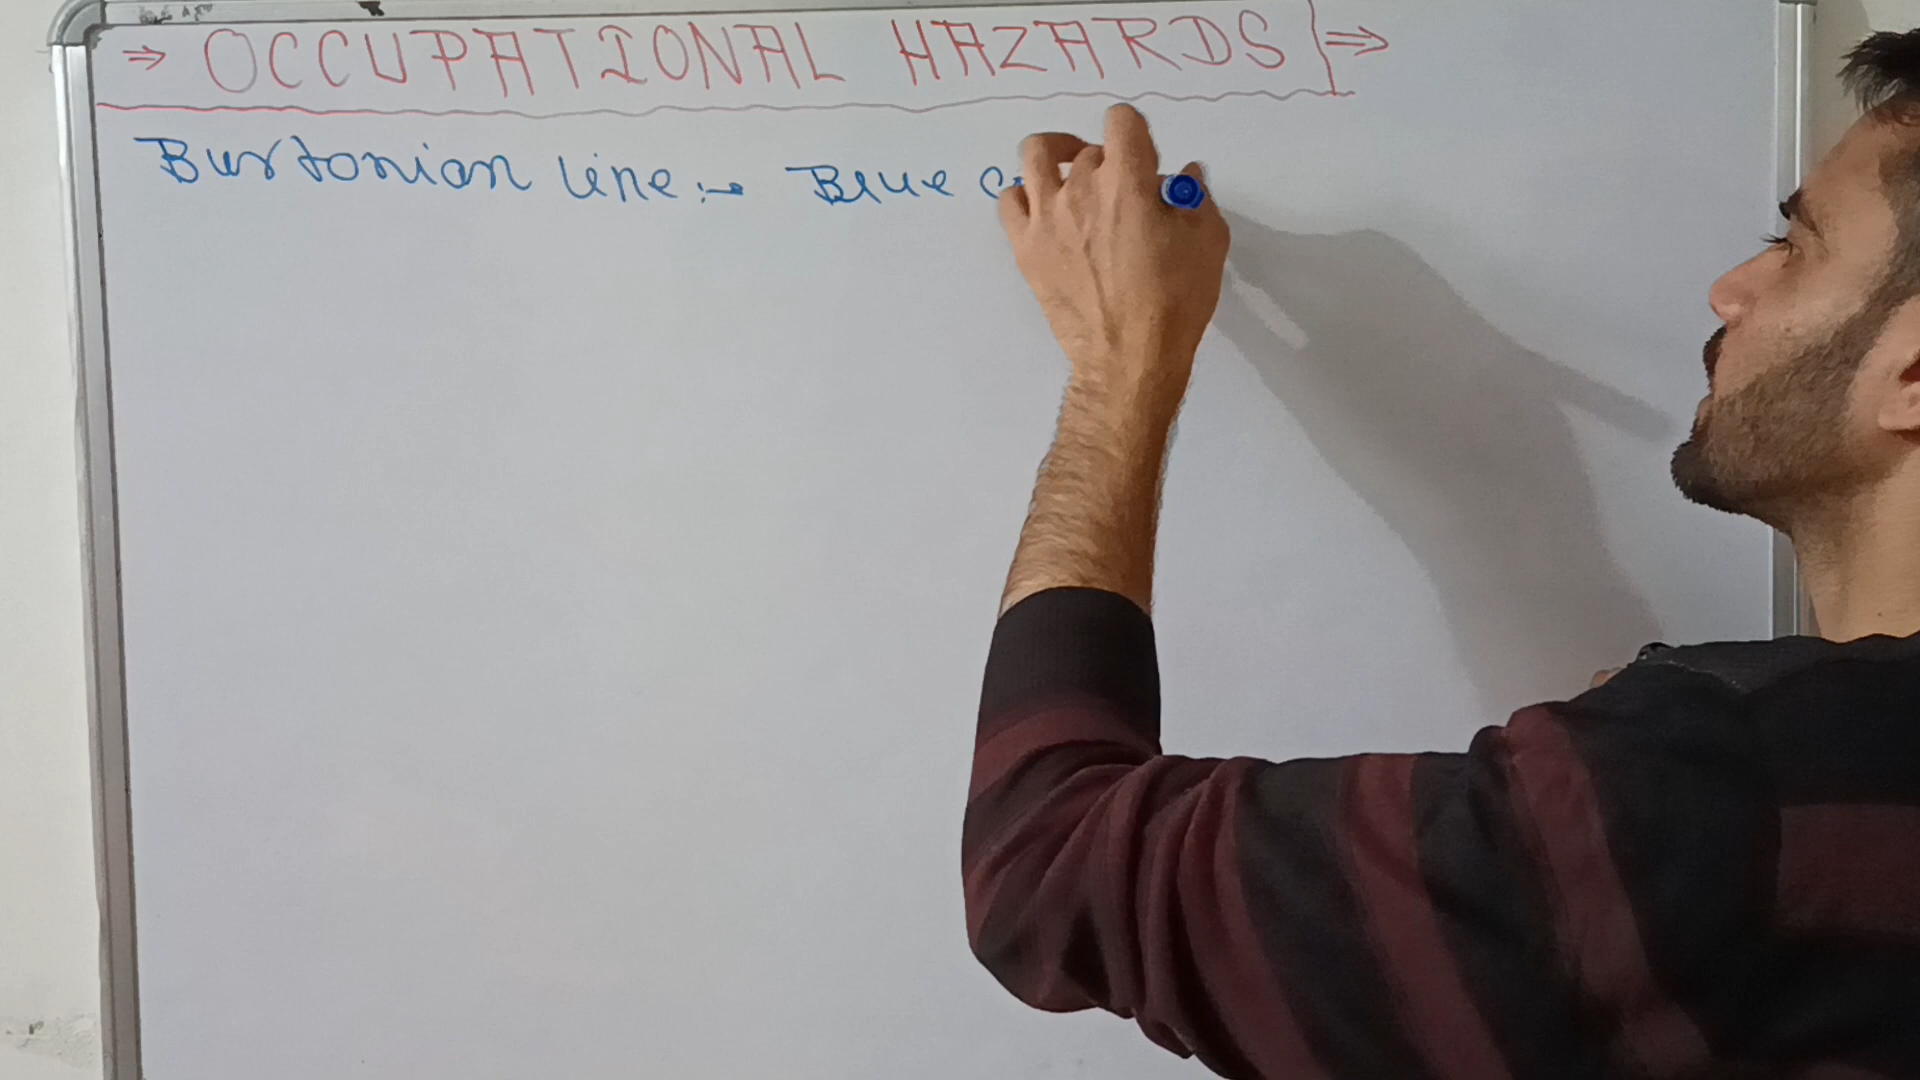 ⇒ OCCUPATIONAL HAZARDS }⇒
Burtonian line :→ Blue